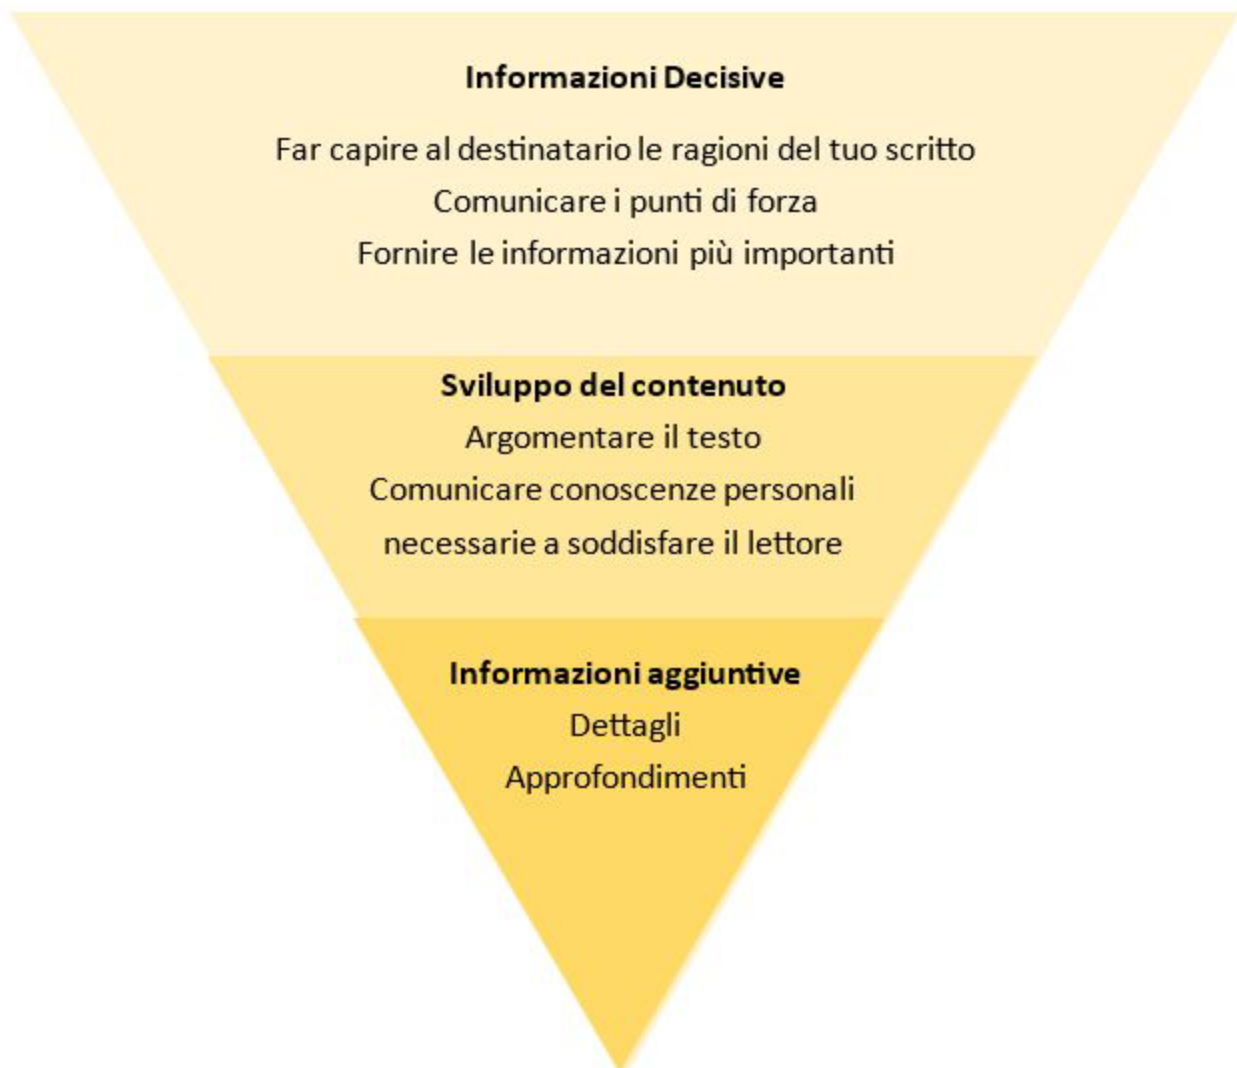 Informazioni Decisive
Far capire al destinatario le ragioni del tuo scritto
Comunicare i punti di forza
Fornire le informazioni più importanti
Sviluppo del contenuto
Argomentare il testo
Comunicare conoscenze personali
necessarie a soddisfare il lettore
Informazioni aggiuntive
Dettagli
Approfondimenti